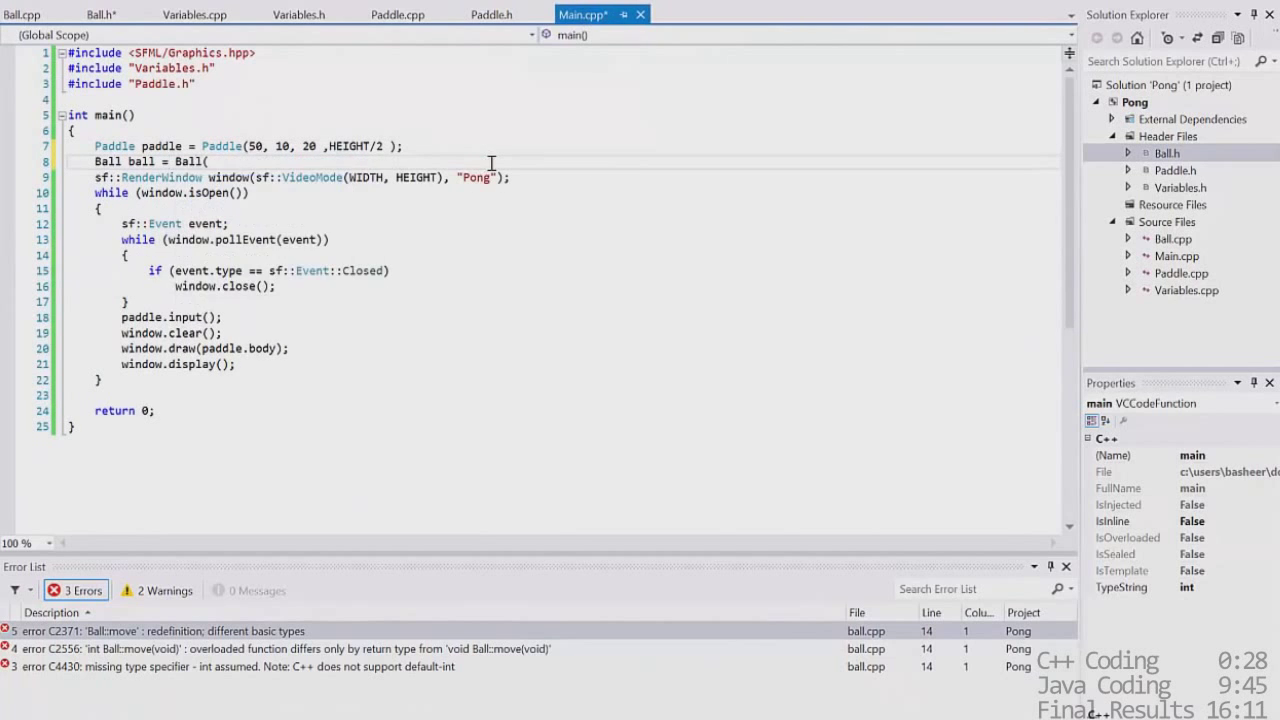 Ball.cpp Ball.h* Variables.cpp Variables.h Paddle.cpp Paddle.h Main.cpp*
(Global Scope) main()
1 #include <SFML/Graphics.hpp>
2 #include "Variables.h"
3 #include "Paddle.h"
4
5 int main()
6 {
7 Paddle paddle = Paddle(50, 10, 20 ,HEIGHT/2 );
8 Ball ball = Ball(
9 sf::RenderWindow window(sf::VideoMode(WIDTH, HEIGHT), "Pong");
10 while (window.isOpen())
11 {
12 sf::Event event;
13 while (window.pollEvent(event))
14 {
15 if (event.type == sf::Event::Closed)
16 window.close();
17 }
18 paddle.input();
19 window.clear();
20 window.draw(paddle.body);
21 window.display();
22 }
23
24 return 0;
25 }
100 %
Solution Explorer
Search Solution Explorer (Ctrl+;)
Solution 'Pong' (1 project)
Pong
External Dependencies
Header Files
Ball.h
Paddle.h
Variables.h
Resource Files
Source Files
Ball.cpp
Main.cpp
Paddle.cpp
Variables.cpp
Properties
main VCCodeFunction
C++
(Name) main
File c:\users\basheer\d
FullName main
IsInjected False
IsInline False
IsOverloaded False
IsSealed False
IsTemplate False
TypeString int
Error List
3 Errors 2 Warnings 0 Messages Search Error List
Description File Line Colu... Project
5 error C2371: 'Ball::move' : redefinition; different basic types ball.cpp 14 1 Pong
4 error C2556: 'int Ball::move(void)' : overloaded function differs only by return type from 'void Ball::move(void)' ball.cpp 14 1 Pong
3 error C4430: missing type specifier - int assumed. Note: C++ does not support default-int ball.cpp 14 1 Pong
C++ Coding 0:28
Java Coding 9:45
Final Results 16:11
C++